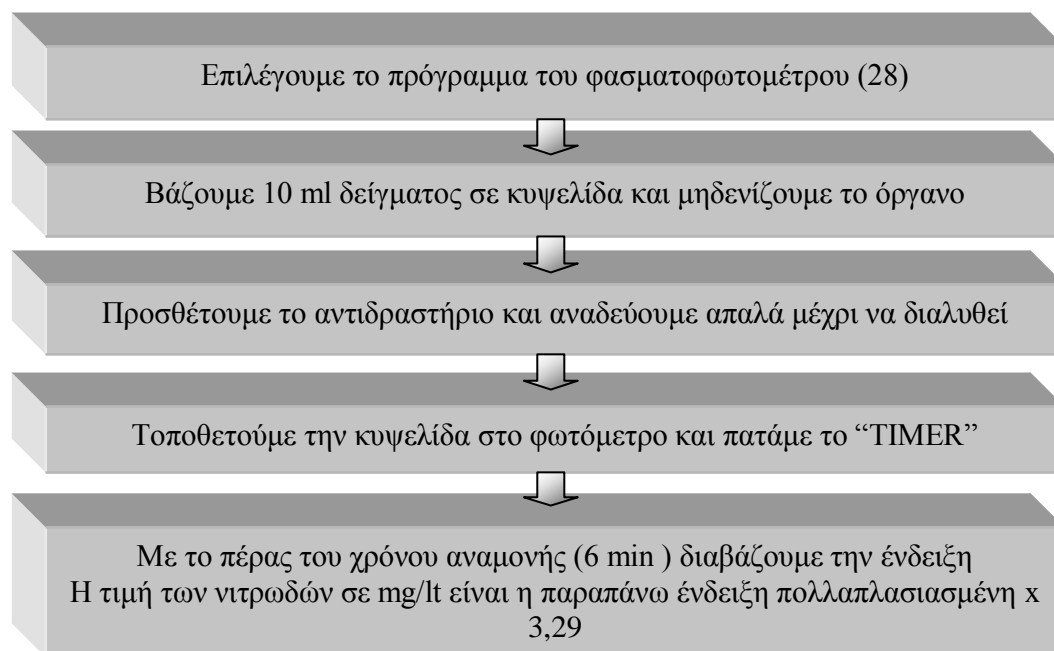 Επιλέγουμε το πρόγραμμα του φασματοφωτομέτρου (28)
Βάζουμε 10 ml δείγματος σε κυψελίδα και μηδενίζουμε το όργανο
Προσθέτουμε το αντιδραστήριο και αναδεύουμε απαλά μέχρι να διαλυθεί
Τοποθετούμε την κυψελίδα στο φωτόμετρο και πατάμε το “TIMER”
Με το πέρας του χρόνου αναμονής (6 min ) διαβάζουμε την ένδειξη
Η τιμή των νιτρωδών σε mg/lt είναι η παραπάνω ένδειξη πολλαπλασιασμένη x
3,29